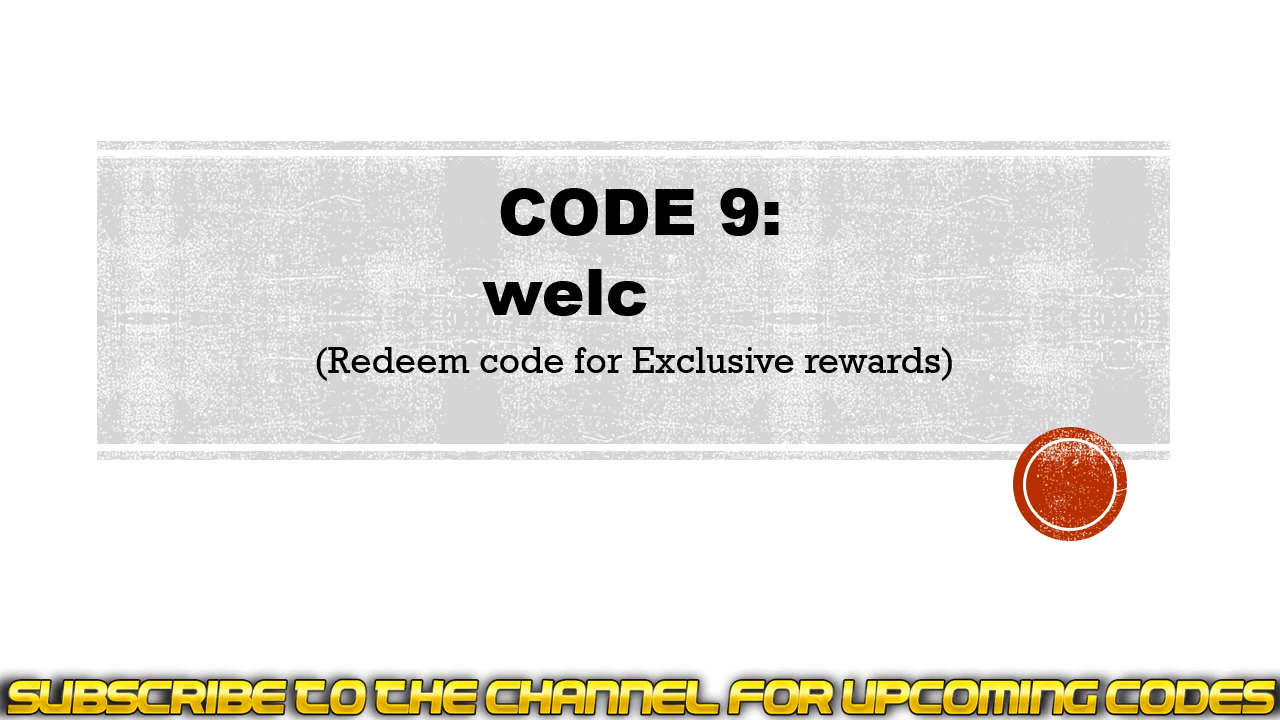 CODE 9:
welc
(Redeem code for Exclusive rewards)
SUBSCRIBE TO THE CHANNEL FOR UPCOMING CODES